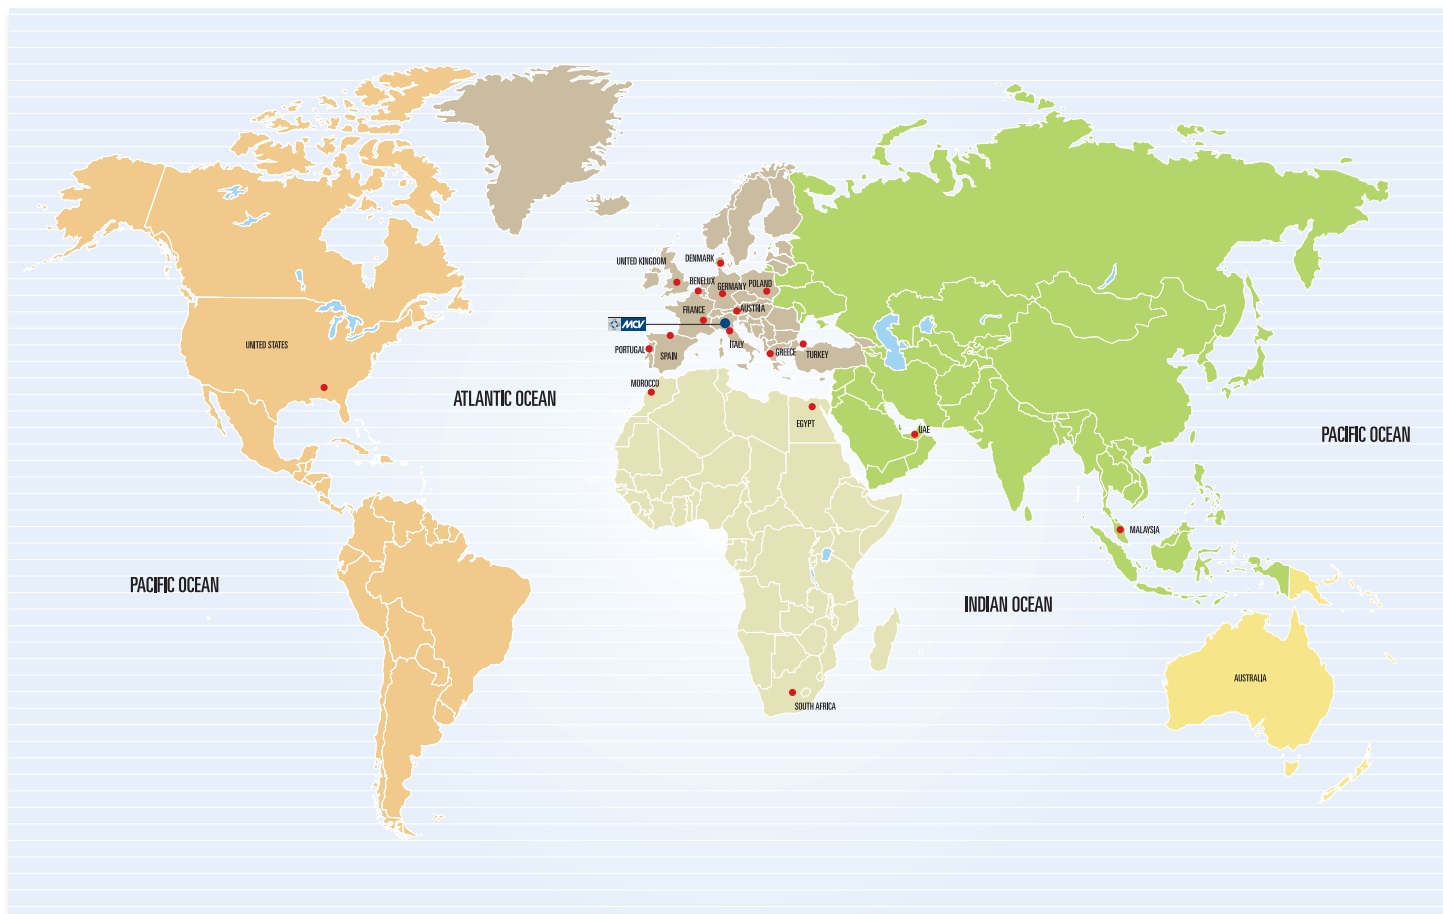 UNITED KINGDOM
DENMARK
BENELUX
GERMANY
POLAND
FRANCE
AUSTRIA
MCV
UNITED STATES
ITALY
PORTUGAL
SPAIN
GREECE
TURKEY
MOROCCO
ATLANTIC OCEAN
EGYPT
UAE
PACIFIC OCEAN
MALAYSIA
PACIFIC OCEAN
INDIAN OCEAN
AUSTRALIA
SOUTH AFRICA